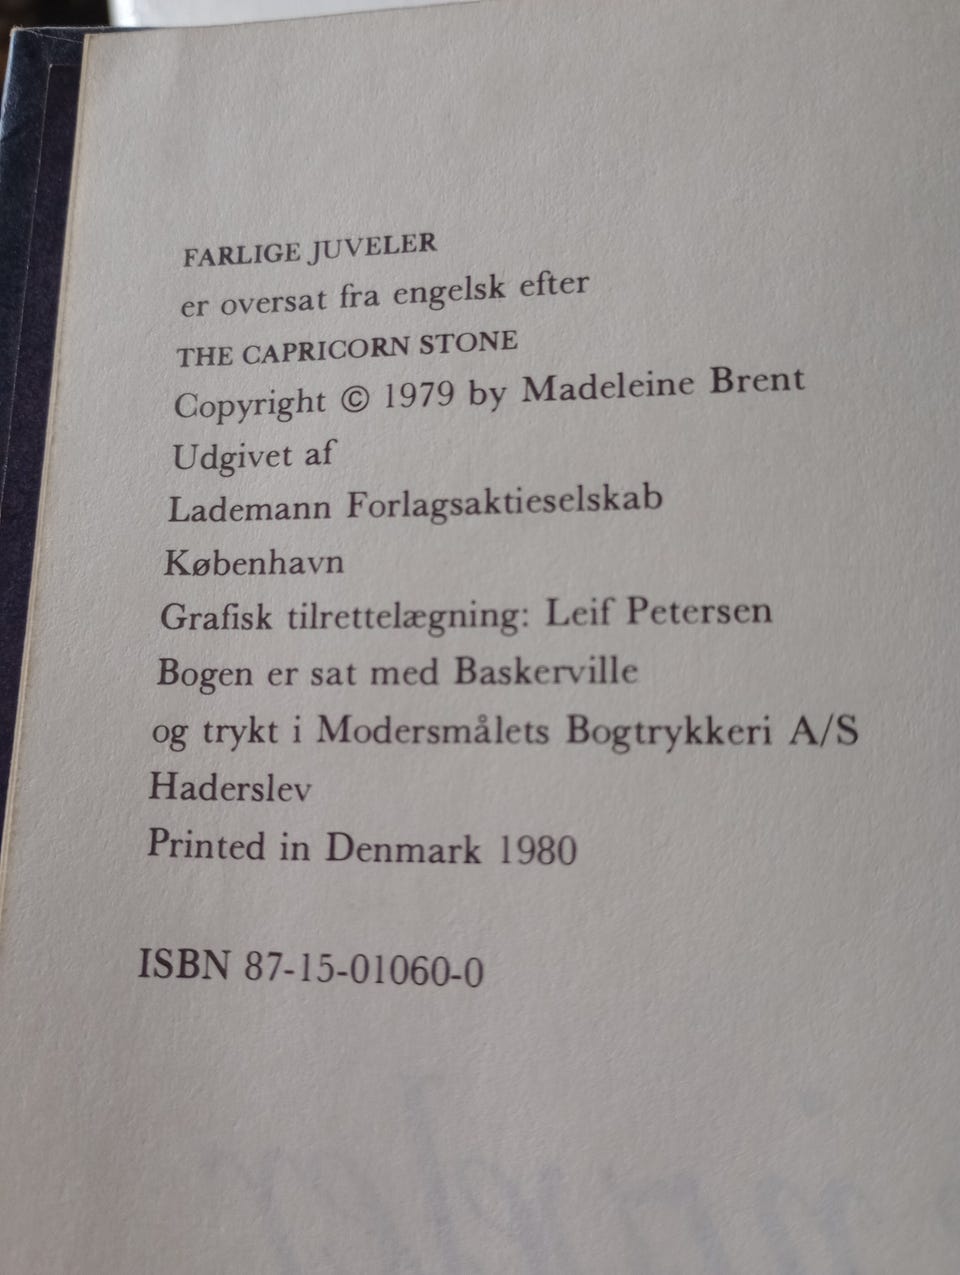 FARLIGE JUVELER
er oversat fra engelsk efter
THE CAPRICORN STONE
Copyright © 1979 by Madeleine Brent
Udgivet af
Lademann Forlagsaktieselskab
København
Grafisk tilrettelægning: Leif Petersen
Bogen er sat med Baskerville
og trykt i Modersmålets Bogtrykkeri A/S
Haderslev
Printed in Denmark 1980
ISBN 87-15-01060-0